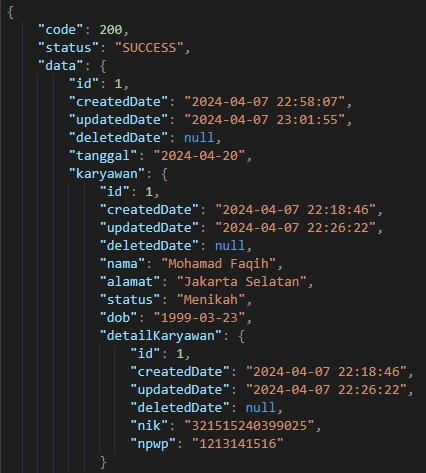 {
    "code": 200,
    "status": "SUCCESS",
    "data": {
        "id": 1,
        "createdDate": "2024-04-07 22:58:07",
        "updatedDate": "2024-04-07 23:01:55",
        "deletedDate": null,
        "tanggal": "2024-04-20",
        "karyawan": {
            "id": 1,
            "createdDate": "2024-04-07 22:18:46",
            "updatedDate": "2024-04-07 22:26:22",
            "deletedDate": null,
            "nama": "Mohamad Faqih",
            "alamat": "Jakarta Selatan",
            "status": "Menikah",
            "dob": "1999-03-23",
            "detailKaryawan": {
                "id": 1,
                "createdDate": "2024-04-07 22:18:46",
                "updatedDate": "2024-04-07 22:26:22",
                "deletedDate": null,
                "nik": "321515240399025",
                "npwp": "1213141516"
            }